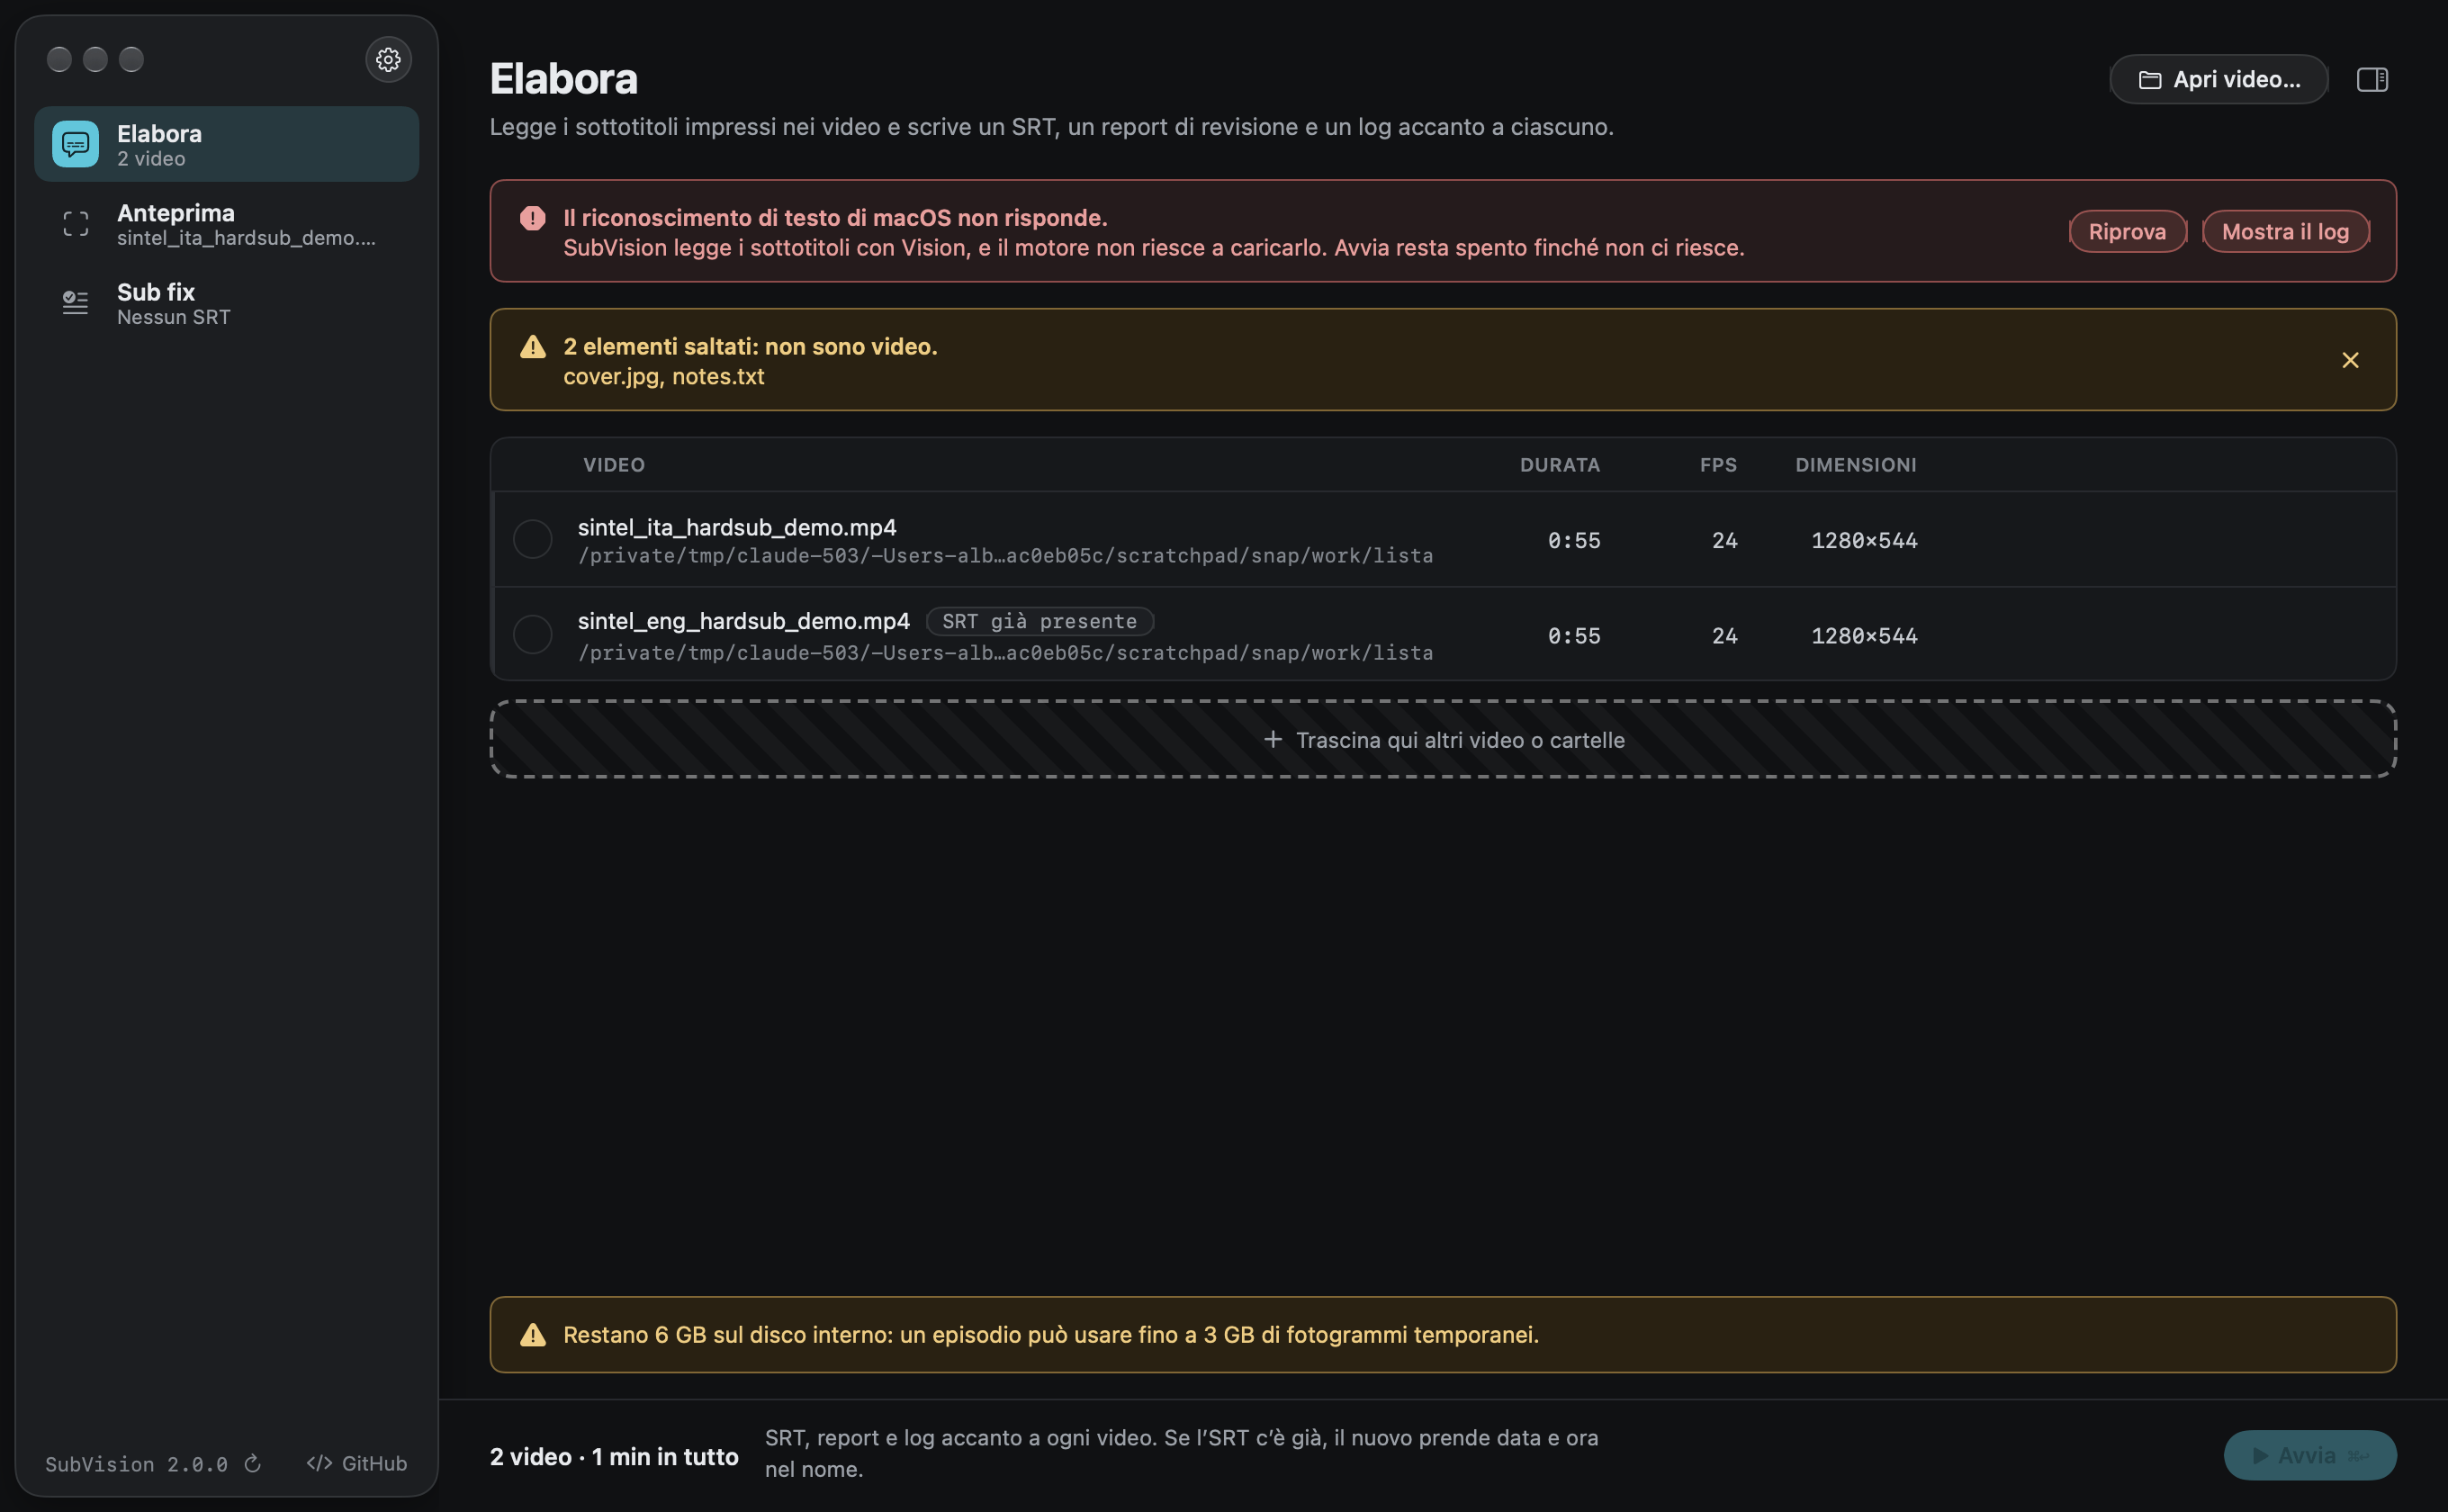 Elabora
2 video
Anteprima
sintel_ita_hardsub_demo....
Sub fix
Nessun SRT
SubVision 2.0.0
</> GitHub
Elabora
Apri video...
Legge i sottotitoli impressi nei video e scrive un SRT, un report di revisione e un log accanto a ciascuno.
Il riconoscimento di testo di macOS non risponde.
SubVision legge i sottotitoli con Vision, e il motore non riesce a caricarlo. Avvia resta spento finché non ci riesce.
Riprova
Mostra il log
2 elementi saltati: non sono video.
cover.jpg, notes.txt
VIDEO DURATA FPS DIMENSIONI
sintel_ita_hardsub_demo.mp4
/private/tmp/claude-503/-Users-alb…ac0eb05c/scratchpad/snap/work/lista
0:55 24 1280×544
sintel_eng_hardsub_demo.mp4 SRT già presente
/private/tmp/claude-503/-Users-alb…ac0eb05c/scratchpad/snap/work/lista
0:55 24 1280×544
+ Trascina qui altri video o cartelle
Restano 6 GB sul disco interno: un episodio può usare fino a 3 GB di fotogrammi temporanei.
2 video · 1 min in tutto
SRT, report e log accanto a ogni video. Se l’SRT c’è già, il nuovo prende data e ora
nel nome.
Avvia ⌘↩